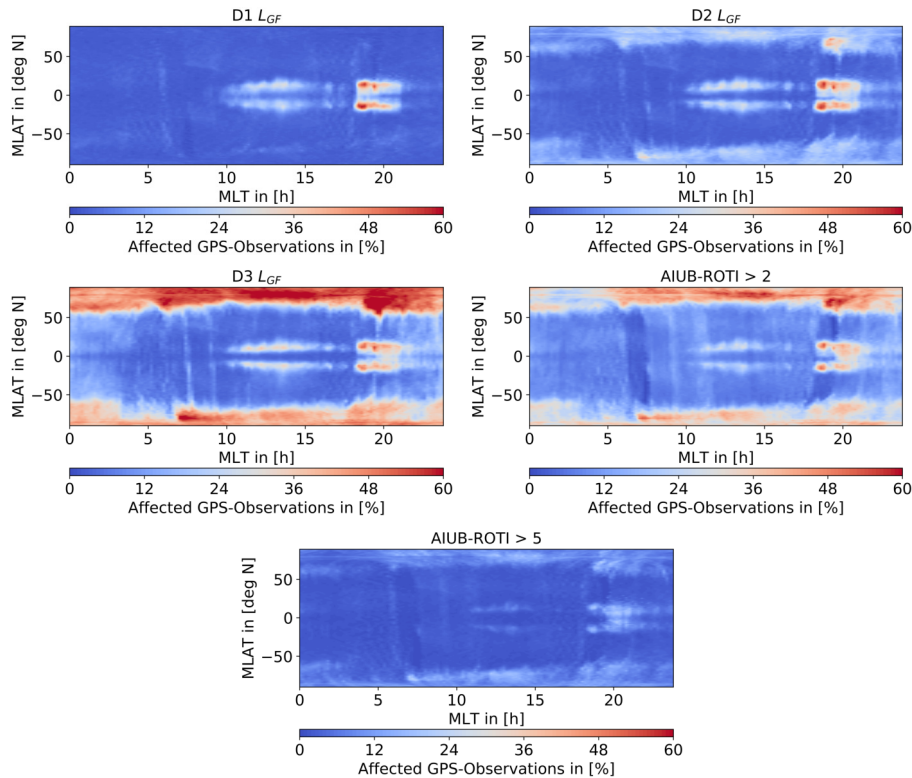 D1 L_GF
MLAT in [deg N]
50
0
−50
0 5 10 15 20
MLT in [h]
0 12 24 36 48 60
Affected GPS-Observations in [%]
D2 L_GF
MLAT in [deg N]
50
0
−50
0 5 10 15 20
MLT in [h]
0 12 24 36 48 60
Affected GPS-Observations in [%]
D3 L_GF
MLAT in [deg N]
50
0
−50
0 5 10 15 20
MLT in [h]
0 12 24 36 48 60
Affected GPS-Observations in [%]
AIUB-ROTI > 2
MLAT in [deg N]
50
0
−50
0 5 10 15 20
MLT in [h]
0 12 24 36 48 60
Affected GPS-Observations in [%]
AIUB-ROTI > 5
MLAT in [deg N]
50
0
−50
0 5 10 15 20
MLT in [h]
0 12 24 36 48 60
Affected GPS-Observations in [%]